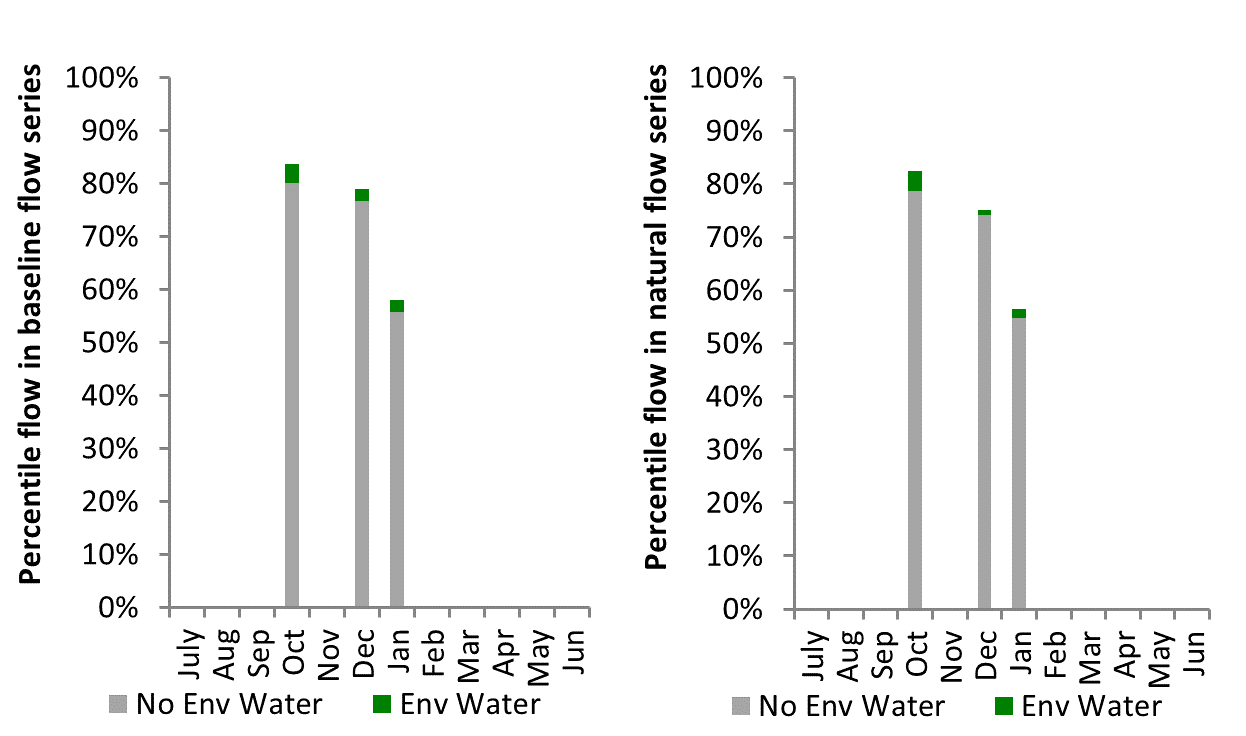 Percentile flow in baseline flow series
100%
90%
80%
70%
60%
50%
40%
30%
20%
10%
0%
July
Aug
Sep
Oct
Nov
Dec
Jan
Feb
Mar
Apr
May
Jun
No Env Water
Env Water
Percentile flow in natural flow series
100%
90%
80%
70%
60%
50%
40%
30%
20%
10%
0%
July
Aug
Sep
Oct
Nov
Dec
Jan
Feb
Mar
Apr
May
Jun
No Env Water
Env Water